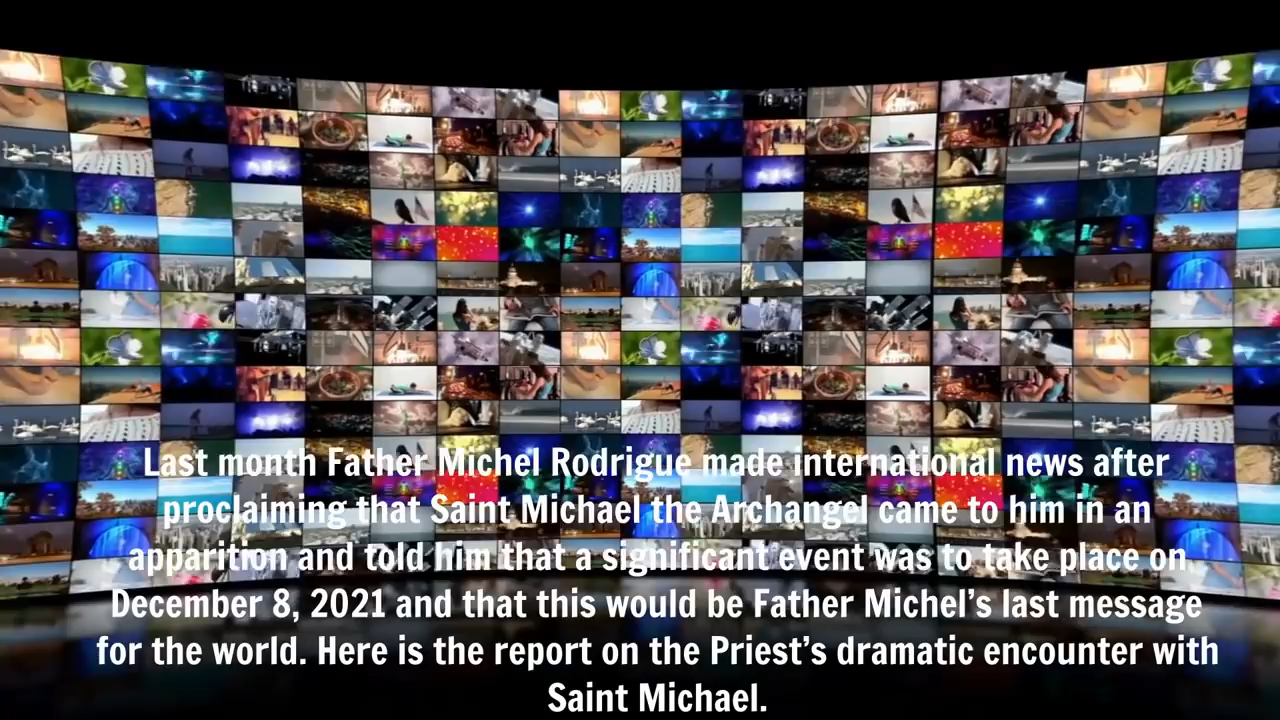 Last month Father Michel Rodrigue made international news after
proclaiming that Saint Michael the Archangel came to him in an
apparition and told him that a significant event was to take place on
December 8, 2021 and that this would be Father Michel’s last message
for the world. Here is the report on the Priest’s dramatic encounter with
Saint Michael.